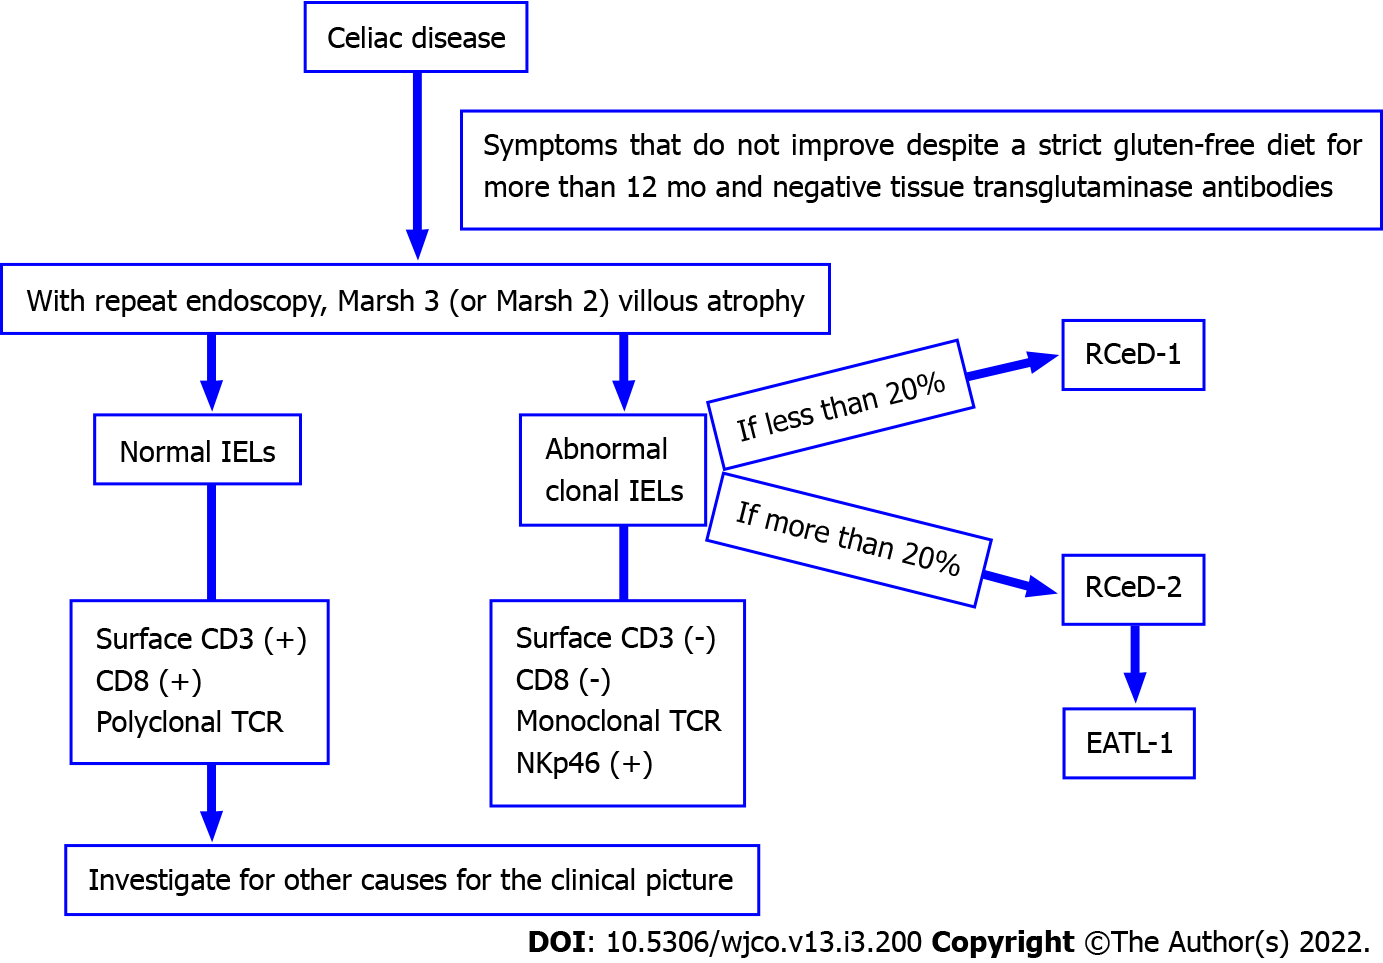 Celiac disease
Symptoms that do not improve despite a strict gluten-free diet for
more than 12 mo and negative tissue transglutaminase antibodies
With repeat endoscopy, Marsh 3 (or Marsh 2) villous atrophy
Normal IELs
Abnormal
clonal IELs
If less than 20%
RCeD-1
If more than 20%
RCeD-2
EATL-1
Surface CD3 (+)
CD8 (+)
Polyclonal TCR
Surface CD3 (-)
CD8 (-)
Monoclonal TCR
NKp46 (+)
Investigate for other causes for the clinical picture
DOI: 10.5306/wjco.v13.i3.200 Copyright ©The Author(s) 2022.